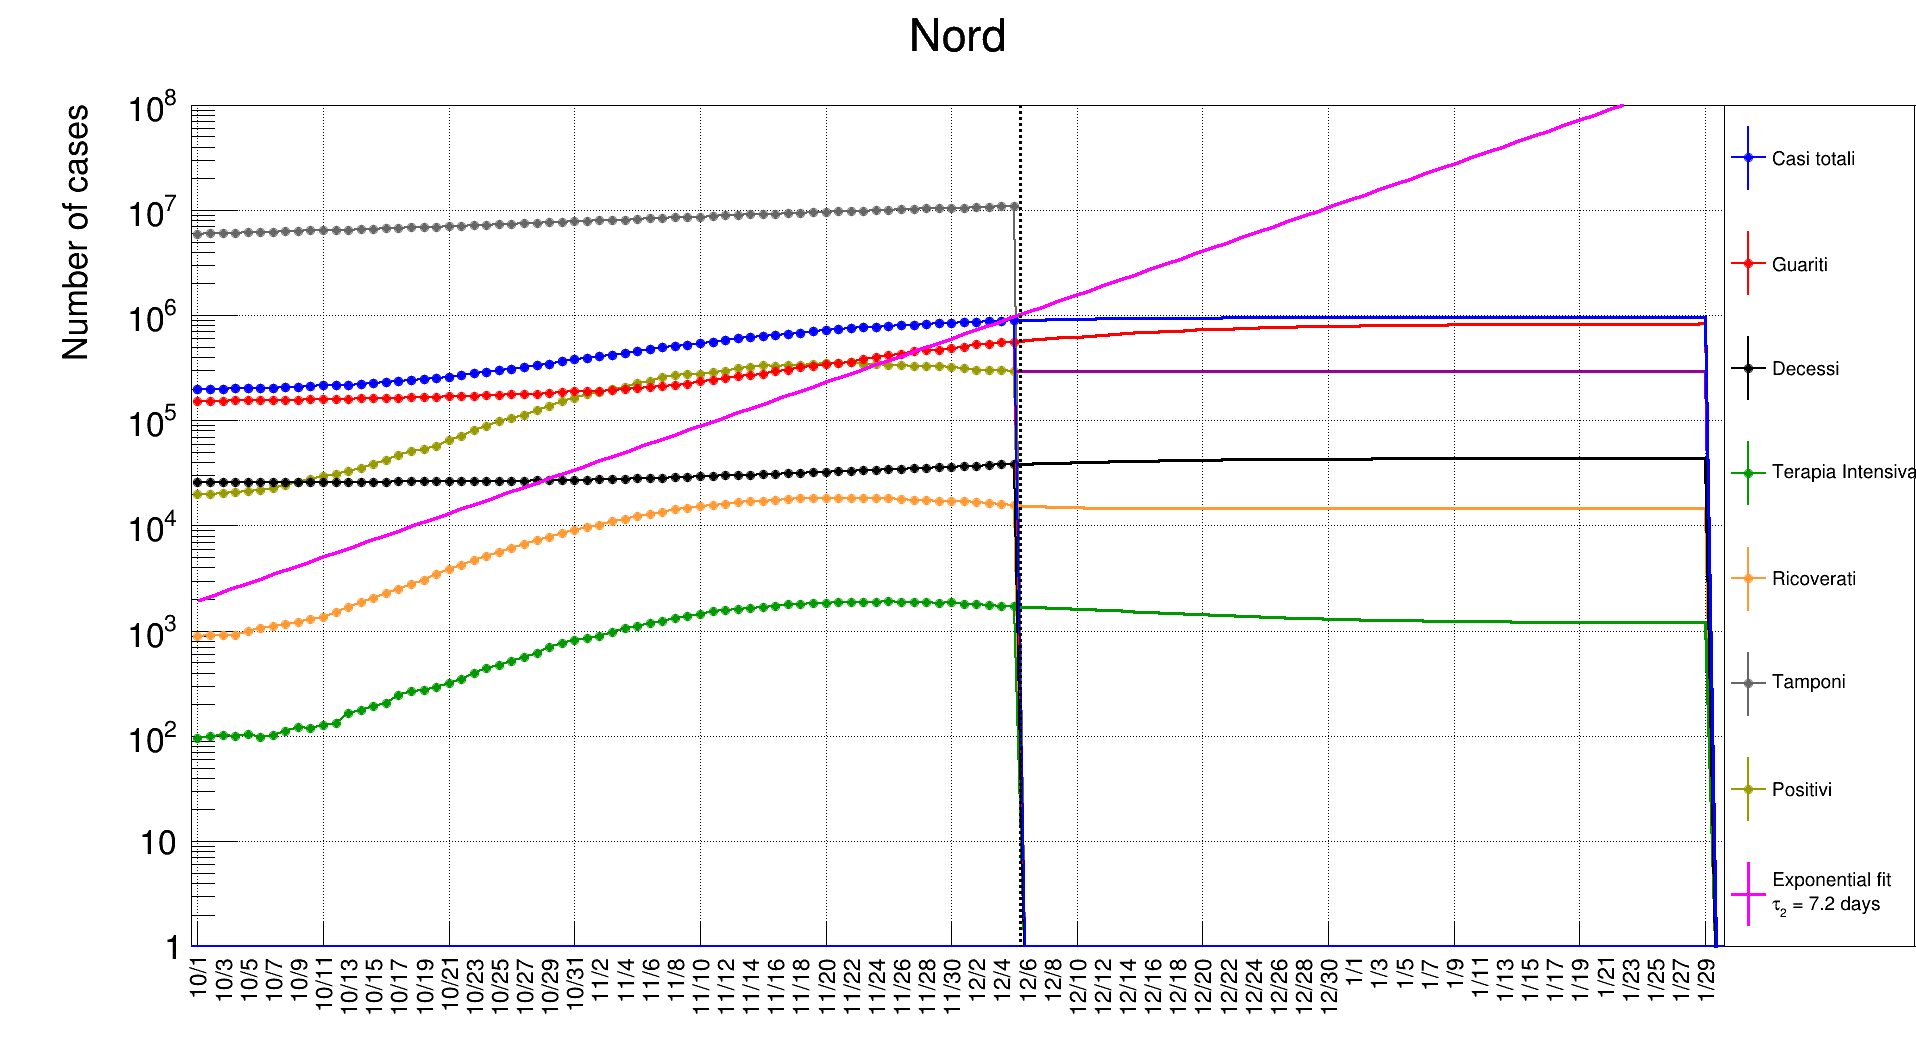 Nord
Number of cases
10^8
10^7
10^6
10^5
10^4
10^3
10^2
10
1
10/1 10/3 10/5 10/7 10/9 10/11 10/13 10/15 10/17 10/19 10/21 10/23 10/25 10/27 10/29 10/31 11/2 11/4 11/6 11/8 11/10 11/12 11/14 11/16 11/18 11/20 11/22 11/24 11/26 11/28 11/30 12/2 12/4 12/6 12/8 12/10 12/12 12/14 12/16 12/18 12/20 12/22 12/24 12/26 12/28 12/30 1/1 1/3 1/5 1/7 1/9 1/11 1/13 1/15 1/17 1/19 1/21 1/23 1/25 1/27 1/29
Casi totali
Guariti
Decessi
Terapia Intensiva
Ricoverati
Tamponi
Positivi
Exponential fit
τ₂ = 7.2 days